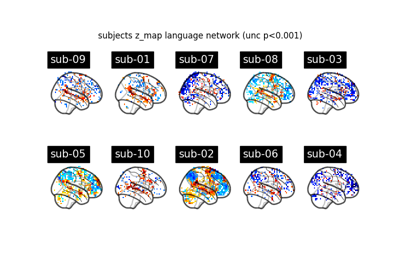 subjects z_map language network (unc p<0.001)
sub-09
sub-01
sub-07
sub-08
sub-03
sub-05
sub-10
sub-02
sub-06
sub-04